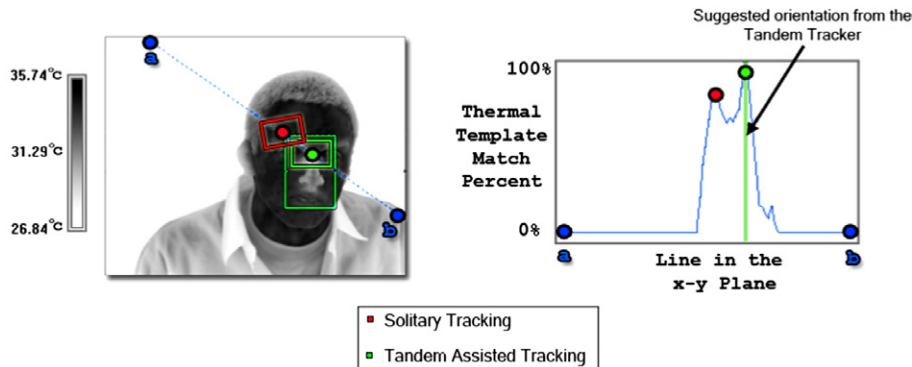 Suggested orientation from the
Tandem Tracker
35.74°C
31.29°C
26.84°C
a
b
100%
Thermal
Template
Match
Percent
0%
a
Line in the
x-y Plane
b
Solitary Tracking
Tandem Assisted Tracking